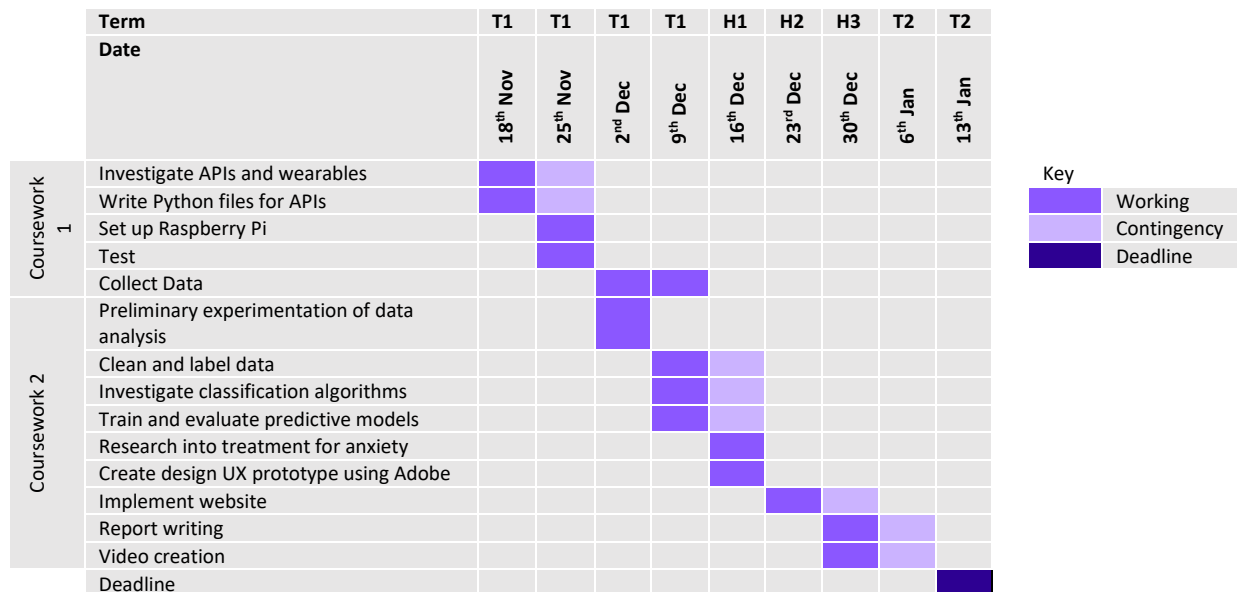 Term T1 T1 T1 T1 H1 H2 H3 T2 T2
Date 18th Nov 25th Nov 2nd Dec 9th Dec 16th Dec 23rd Dec 30th Dec 6th Jan 13th Jan
Coursework
1
Investigate APIs and wearables
Write Python files for APIs
Set up Raspberry Pi
Test
Collect Data
Coursework 2
Preliminary experimentation of data
analysis
Clean and label data
Investigate classification algorithms
Train and evaluate predictive models
Research into treatment for anxiety
Create design UX prototype using Adobe
Implement website
Report writing
Video creation
Deadline
Key
Working
Contingency
Deadline